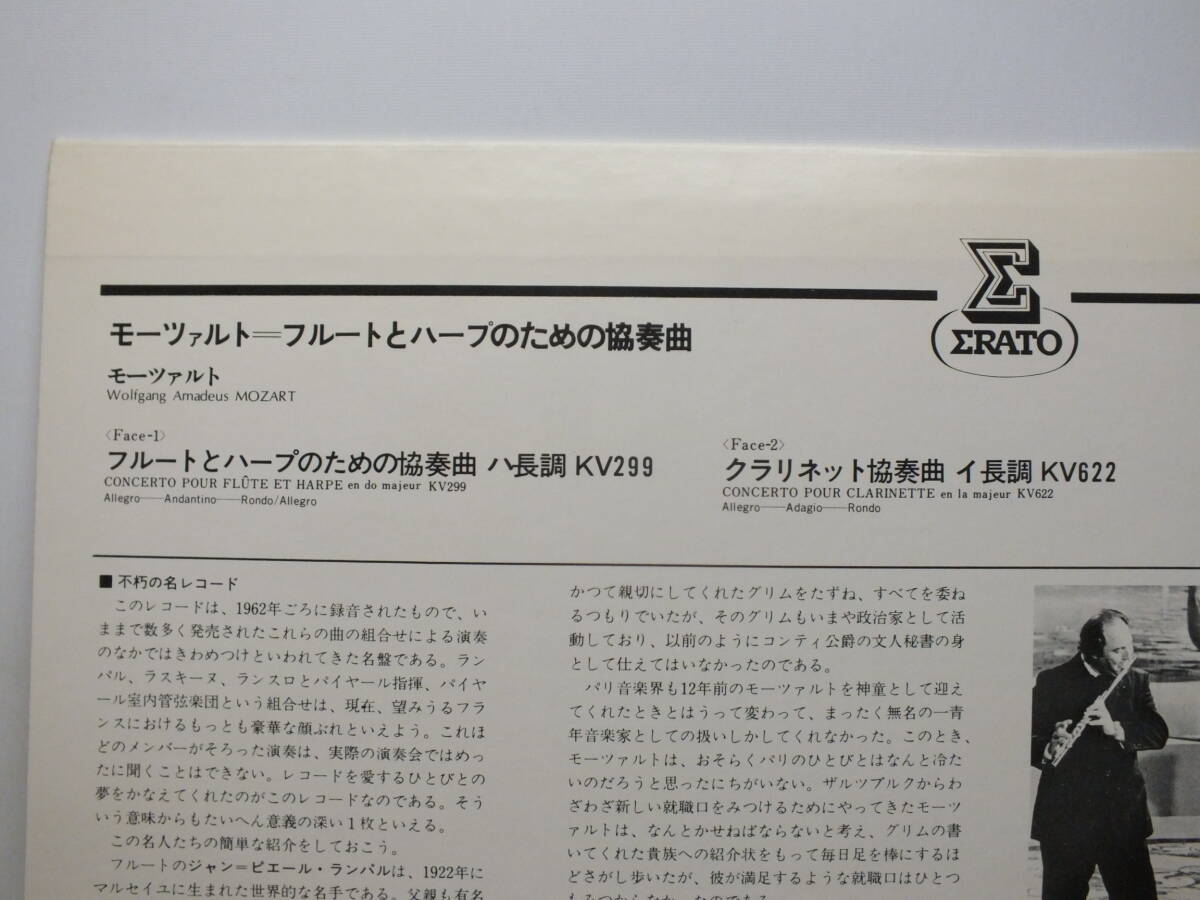 ΣRATO
モーツァルト＝フルートとハープのための協奏曲
モーツァルト
Wolfgang Amadeus MOZART
〈Face-1〉
フルートとハープのための協奏曲 ハ長調 KV299
CONCERTO POUR FLÛTE ET HARPE en do majeur KV299
Allegro──Andantino──Rondo/Allegro
〈Face-2〉
クラリネット協奏曲 イ長調 KV622
CONCERTO POUR CLARINETTE en la majeur KV622
Allegro──Adagio──Rondo
■ 不朽の名レコード
このレコードは、1962年ごろに録音されたもので、い
ままで数多く発売されたこれらの曲の組合せによる演奏
のなかではきわめつけといわれてきた名盤である。ラン
パル、ラスキーヌ、ランスロとパイヤール指揮、パイヤ
ール室内管弦楽団という組合せは、現在、望みうるフラ
ンスにおけるもっとも豪華な顔ぶれといえよう。これほ
どのメンバーがそろった演奏は、実際の演奏会ではめっ
たに聞くことはできない。レコードを愛するひとびとの
夢をかなえてくれたのがこのレコードなのである。そう
いう意味からもたいへん意義の深い1枚といえる。
この名人たちの簡単な紹介をしておこう。
フルートのジャン＝ピエール・ランパルは、1922年に
マルセイユに生まれた世界的な名手である。父親も有名
かつて親切にしてくれたグリムをたずね、すべてを委ね
るつもりでいたが、そのグリムもいまや政治家として活
動しており、以前のようにコンティ公爵の文人秘書の身
として仕えてはいなかったのである。
パリ音楽界も12年前のモーツァルトを神童として迎え
てくれたときとはうって変わって、まったく無名の一青
年音楽家としての扱いしかしてくれなかった。このとき、
モーツァルトは、おそらくパリのひとびとはなんと冷た
いのだろうと思ったにちがいない。ザルツブルクからわ
ざわざ新しい就職口をみつけるためにやってきたモーツ
ァルトは、なんとかせねばならないと考え、グリムの書
いてくれた貴族への紹介状をもって毎日足を棒にするほ
どさがし歩いたが、彼が満足するような就職口はひとつ
もみつからなかったのである